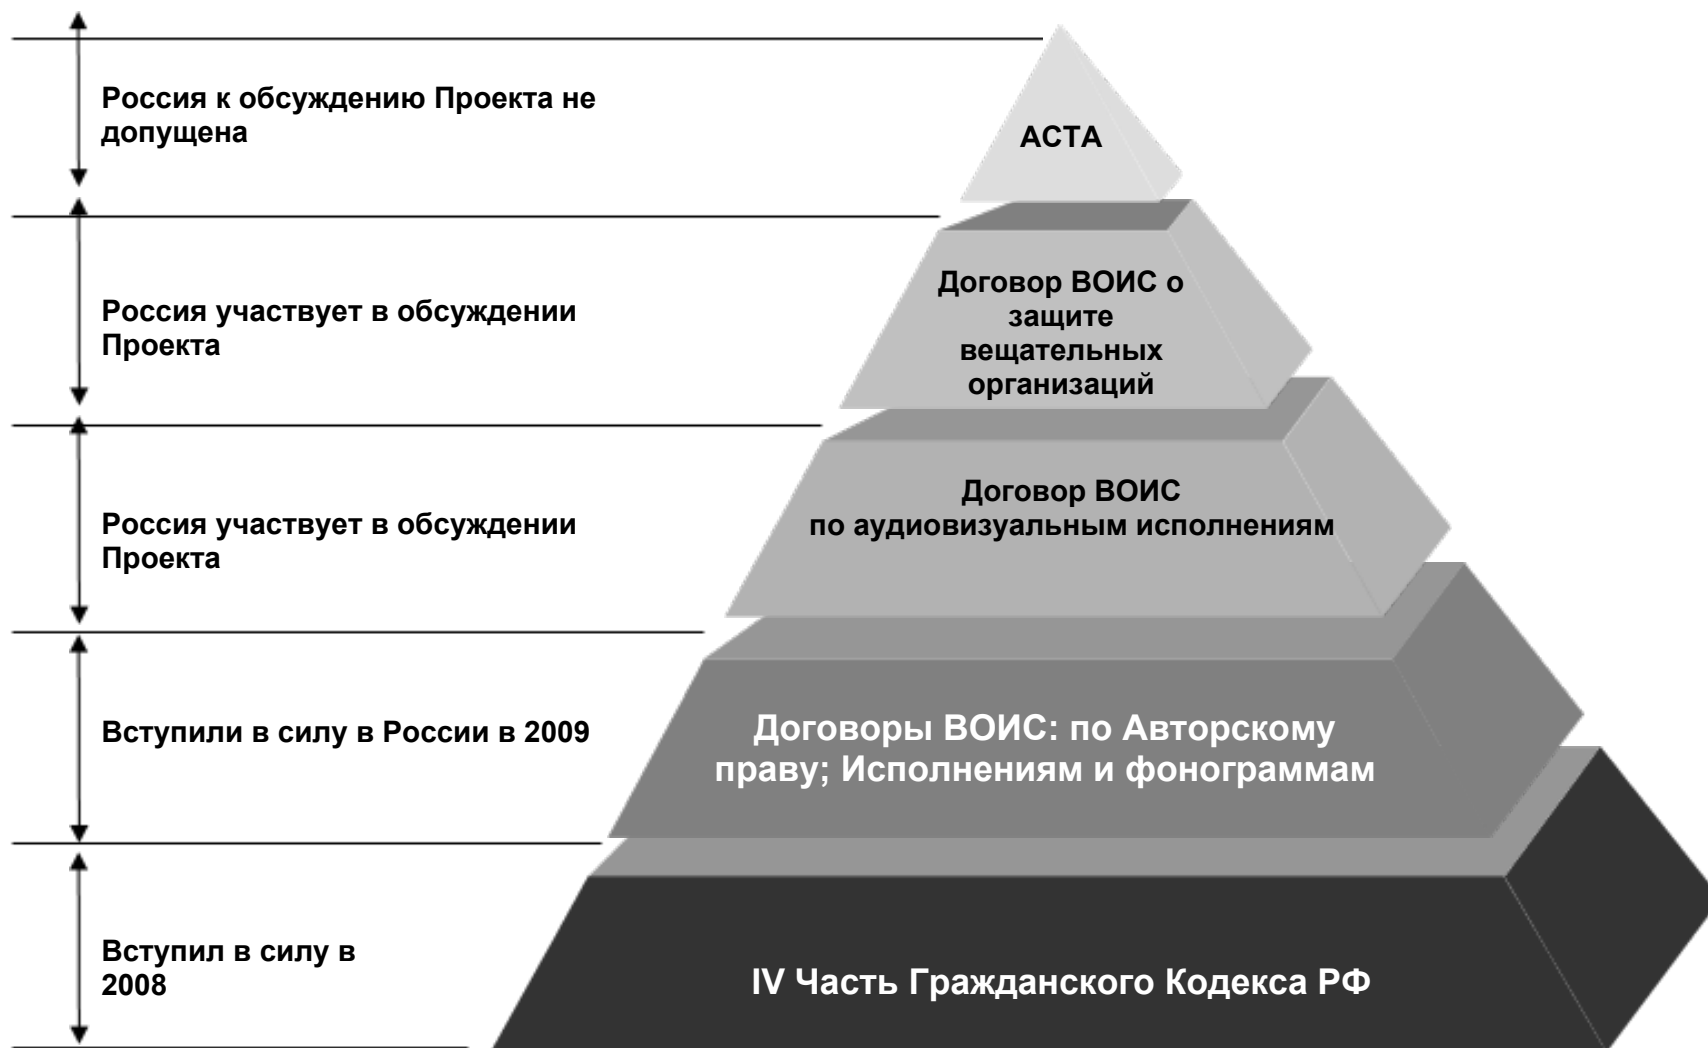 Россия к обсуждению Проекта не
допущена
АСТА
Россия участвует в обсуждении
Проекта
Договор ВОИС о
защите
вещательных
организаций
Россия участвует в обсуждении
Проекта
Договор ВОИС
по аудиовизуальным исполнениям
Вступили в силу в России в 2009
Договоры ВОИС: по Авторскому
праву; Исполнениям и фонограммам
Вступил в силу в
2008
IV Часть Гражданского Кодекса РФ